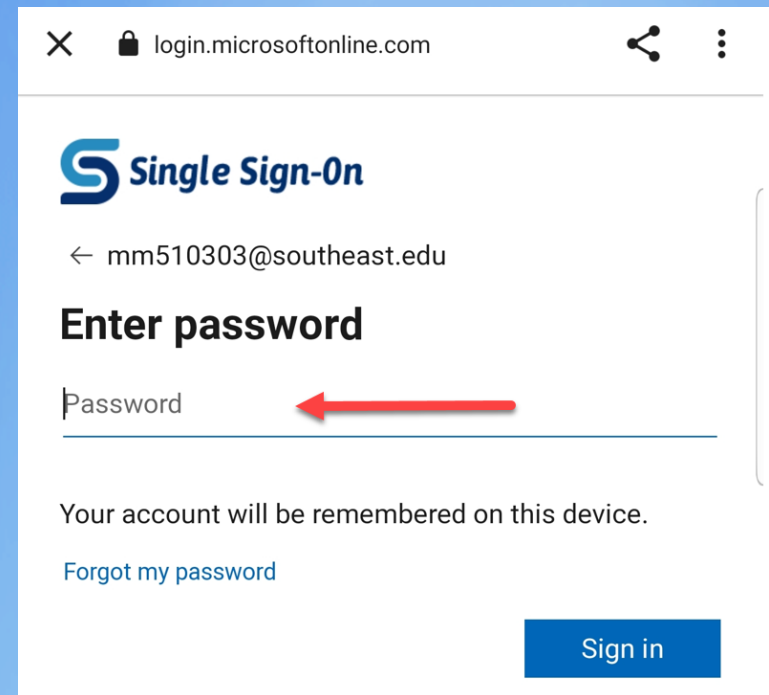 login.microsoftonline.com
Single Sign-On
mm510303@southeast.edu
Enter password
Password
Your account will be remembered on this device.
Forgot my password
Sign in